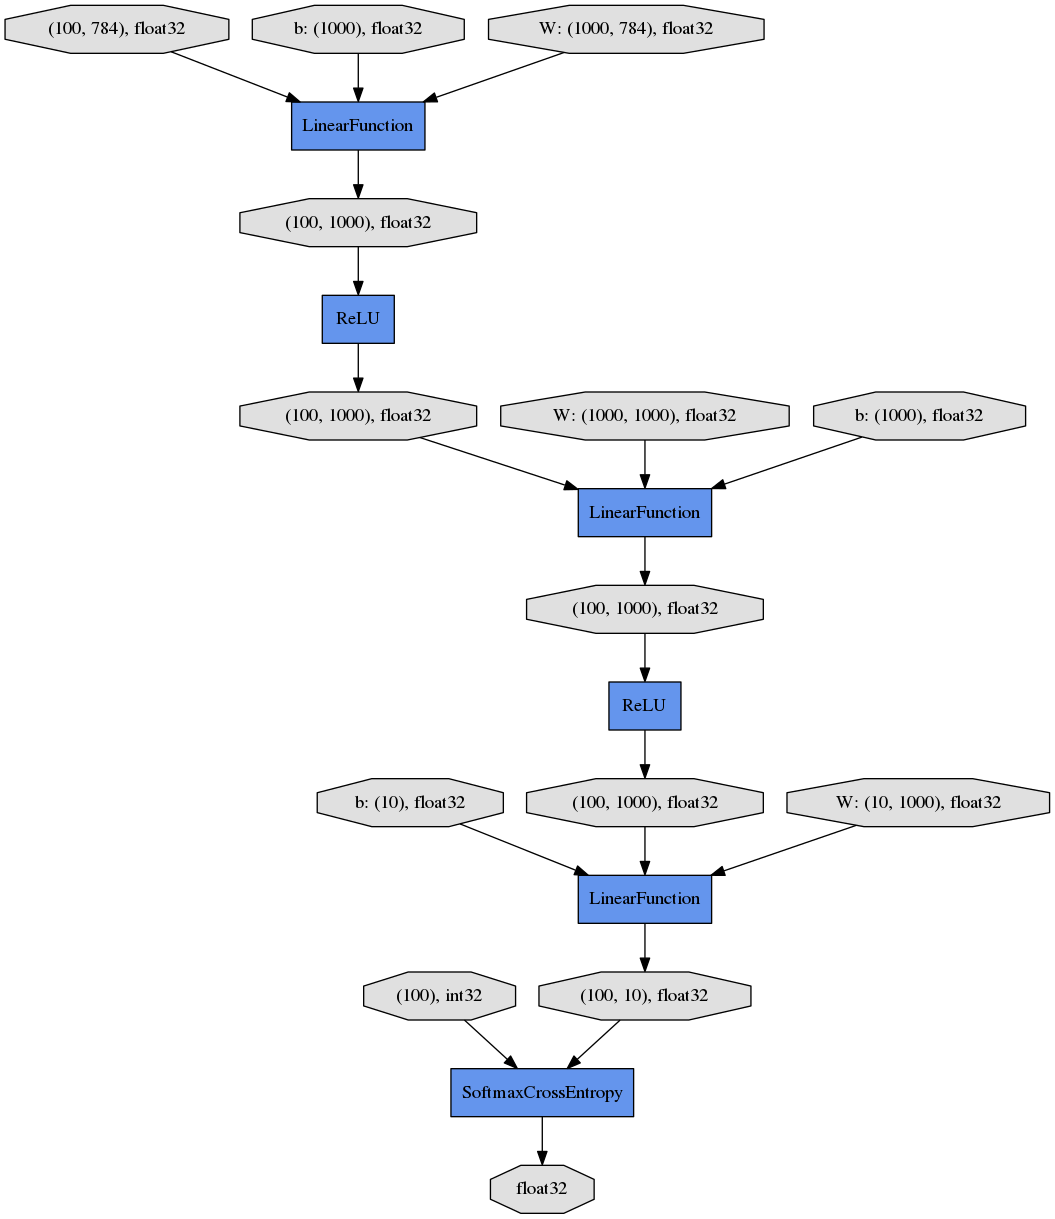 (100, 784), float32
b: (1000), float32
W: (1000, 784), float32
LinearFunction
(100, 1000), float32
ReLU
(100, 1000), float32
W: (1000, 1000), float32
b: (1000), float32
LinearFunction
(100, 1000), float32
ReLU
b: (10), float32
(100, 1000), float32
W: (10, 1000), float32
LinearFunction
(100), int32
(100, 10), float32
SoftmaxCrossEntropy
float32